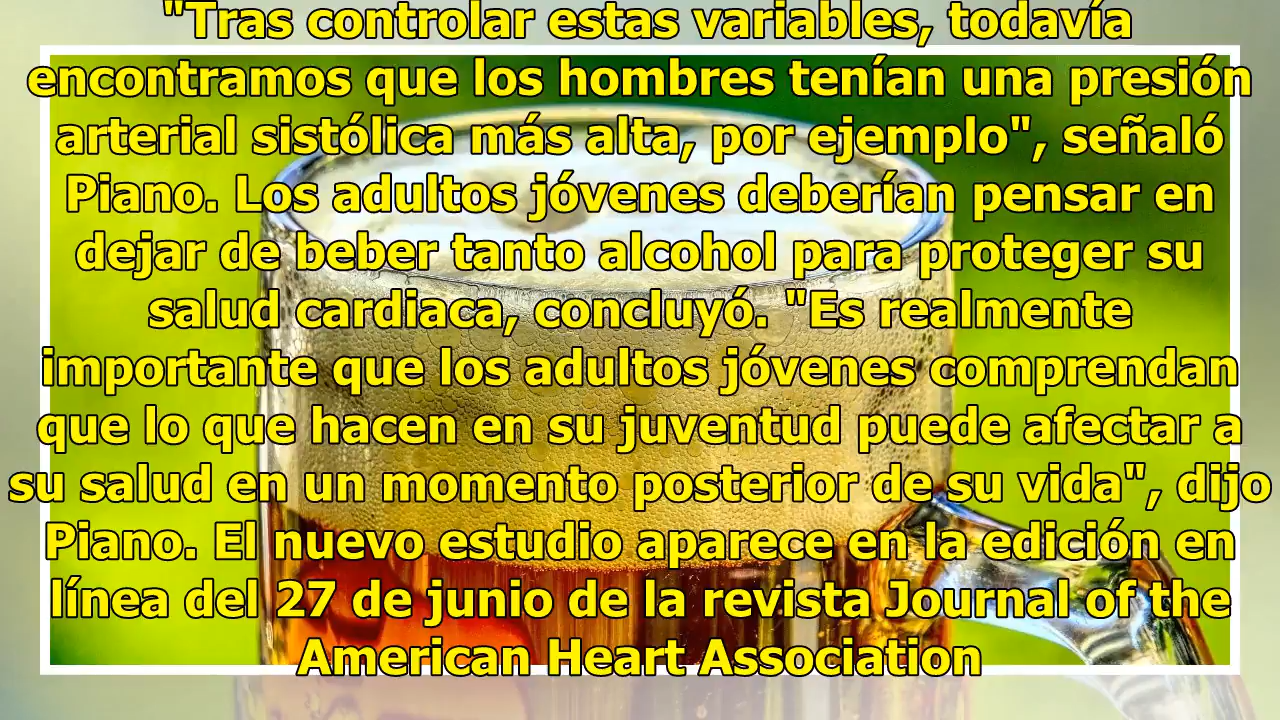 "Tras controlar estas variables, todavía
encontramos que los hombres tenían una presión
arterial sistólica más alta, por ejemplo", señaló
Piano. Los adultos jóvenes deberían pensar en
dejar de beber tanto alcohol para proteger su
salud cardiaca, concluyó. "Es realmente
importante que los adultos jóvenes comprendan
que lo que hacen en su juventud puede afectar a
su salud en un momento posterior de su vida", dijo
Piano. El nuevo estudio aparece en la edición en
línea del 27 de junio de la revista Journal of the
American Heart Association